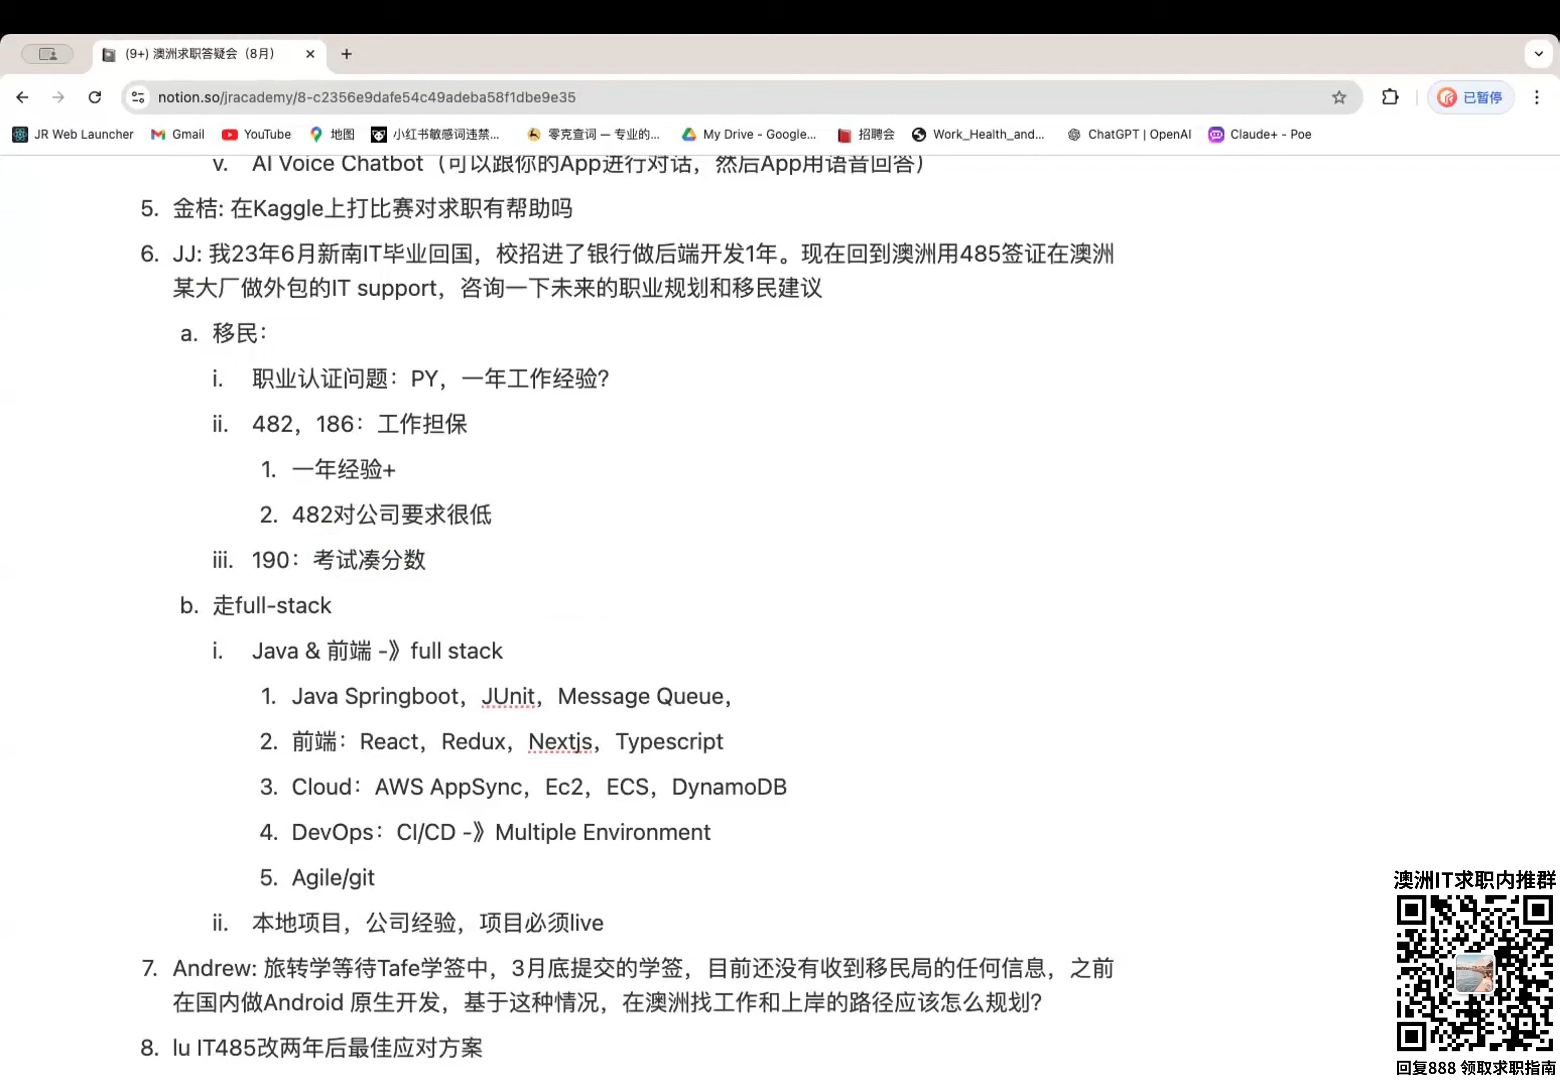 (9+) 澳洲求职答疑会（8月）
notion.so/jracademy/8-c2356e9dafe54c49adeba58f1dbe9e35
已暂停
JR Web Launcher Gmail YouTube 地图 小红书敏感词违禁... 零克查词 — 专业的... My Drive - Google... 招聘会 Work_Health_and... ChatGPT | OpenAI Claude+ - Poe
v. AI Voice Chatbot（可以跟你的App进行对话，然后App用语音回答）
5. 金桔: 在Kaggle上打比赛对求职有帮助吗
6. JJ: 我23年6月新南IT毕业回国，校招进了银行做后端开发1年。现在回到澳洲用485签证在澳洲
某大厂做外包的IT support，咨询一下未来的职业规划和移民建议
a. 移民：
i. 职业认证问题：PY，一年工作经验?
ii. 482，186：工作担保
1. 一年经验+
2. 482对公司要求很低
iii. 190：考试凑分数
b. 走full-stack
i. Java & 前端 -》full stack
1. Java Springboot，JUnit，Message Queue，
2. 前端：React，Redux，Nextjs，Typescript
3. Cloud：AWS AppSync，Ec2，ECS，DynamoDB
4. DevOps：CI/CD -》Multiple Environment
5. Agile/git
ii. 本地项目，公司经验，项目必须live
7. Andrew: 旅转学等待Tafe学签中，3月底提交的学签，目前还没有收到移民局的任何信息，之前
在国内做Android 原生开发，基于这种情况，在澳洲找工作和上岸的路径应该怎么规划?
8. lu IT485改两年后最佳应对方案
澳洲IT求职内推群
回复888 领取求职指南